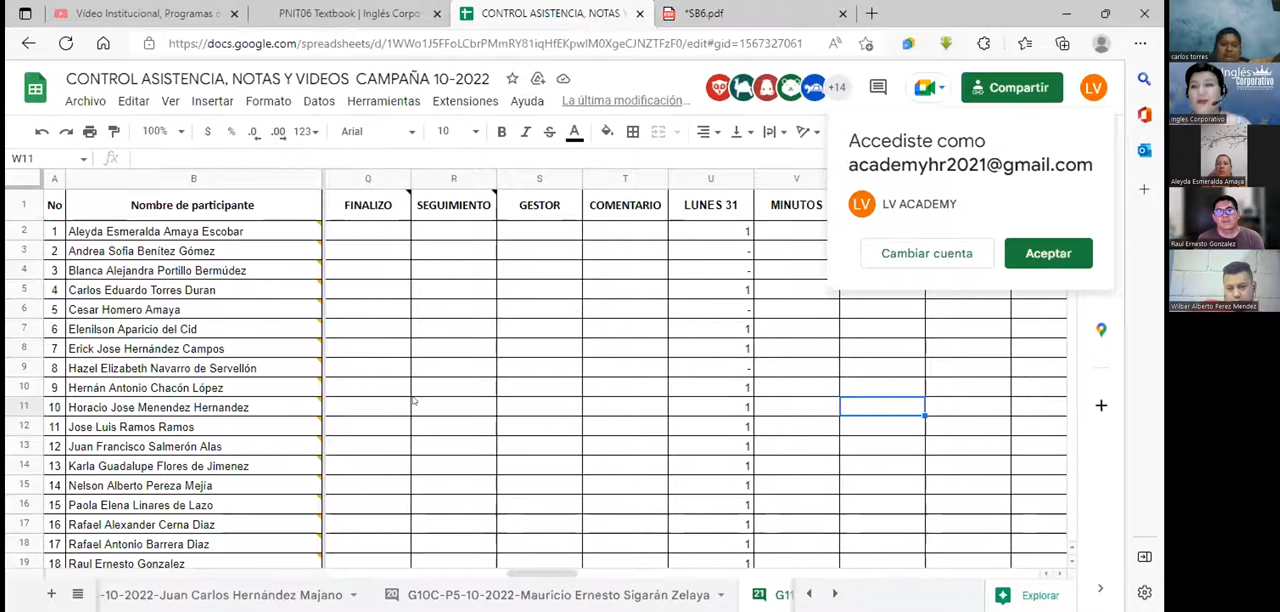 Vídeo Institucional, Programas c
PNIT06 Textbook | Inglés Corpo
CONTROL ASISTENCIA, NOTAS Y
*SB6.pdf
https://docs.google.com/spreadsheets/d/1WWo1J5FFoLCbrPMmRY81iqHfEKpwIM0XgeCJNZTFzF0/edit#gid=1567327061
CONTROL ASISTENCIA, NOTAS Y VIDEOS CAMPAÑA 10-2022
Archivo Editar Ver Insertar Formato Datos Herramientas Extensiones Ayuda La última modificación...
+14
Compartir
LV
100% $ % .0 .00 123 Arial 10 B I S A
W11
fx
Accediste como
academyhr2021@gmail.com
LV LV ACADEMY
Cambiar cuenta Aceptar
A B Q R S T U V
1 No Nombre de participante FINALIZO SEGUIMIENTO GESTOR COMENTARIO LUNES 31 MINUTOS
2 1 Aleyda Esmeralda Amaya Escobar 1
3 2 Andrea Sofia Benítez Gómez -
4 3 Blanca Alejandra Portillo Bermúdez -
5 4 Carlos Eduardo Torres Duran 1
6 5 Cesar Homero Amaya -
7 6 Elenilson Aparicio del Cid 1
8 7 Erick Jose Hernández Campos 1
9 8 Hazel Elizabeth Navarro de Servellón -
10 9 Hernán Antonio Chacón López 1
11 10 Horacio Jose Menendez Hernandez 1
12 11 Jose Luis Ramos Ramos 1
13 12 Juan Francisco Salmerón Alas 1
14 13 Karla Guadalupe Flores de Jimenez 1
15 14 Nelson Alberto Pereza Mejía 1
16 15 Paola Elena Linares de Lazo 1
17 16 Rafael Alexander Cerna Diaz 1
18 17 Rafael Antonio Barrera Diaz 1
19 18 Raul Ernesto Gonzalez
-10-2022-Juan Carlos Hernández Majano
G10C-P5-10-2022-Mauricio Ernesto Sigarán Zelaya
21 G1
Explorar
carlos torres
Inglés Corporativo
Ingles Corporativo
Aleyda Esmeralda Amaya
Raul Ernesto Gonzalez
Wilber Alberto Perez Mendez